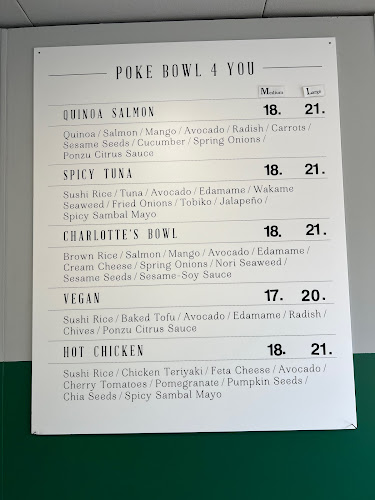 POKE BOWL 4 YOU
Medium Large
QUINOA SALMON 18. 21.
Quinoa / Salmon / Mango / Avocado / Radish / Carrots /
Sesame Seeds / Cucumber / Spring Onions /
Ponzu Citrus Sauce
SPICY TUNA 18. 21.
Sushi Rice / Tuna / Avocado / Edamame / Wakame
Seaweed / Fried Onions / Tobiko / Jalapeño /
Spicy Sambal Mayo
CHARLOTTE'S BOWL 18. 21.
Brown Rice / Salmon / Mango / Avocado / Edamame /
Cream Cheese / Spring Onions / Nori Seaweed /
Sesame Seeds / Sesame-Soy Sauce
VEGAN 17. 20.
Sushi Rice / Baked Tofu / Avocado / Edamame / Radish /
Chives / Ponzu Citrus Sauce
HOT CHICKEN 18. 21.
Sushi Rice / Chicken Teriyaki / Feta Cheese / Avocado /
Cherry Tomatoes / Pomegranate / Pumpkin Seeds /
Chia Seeds / Spicy Sambal Mayo